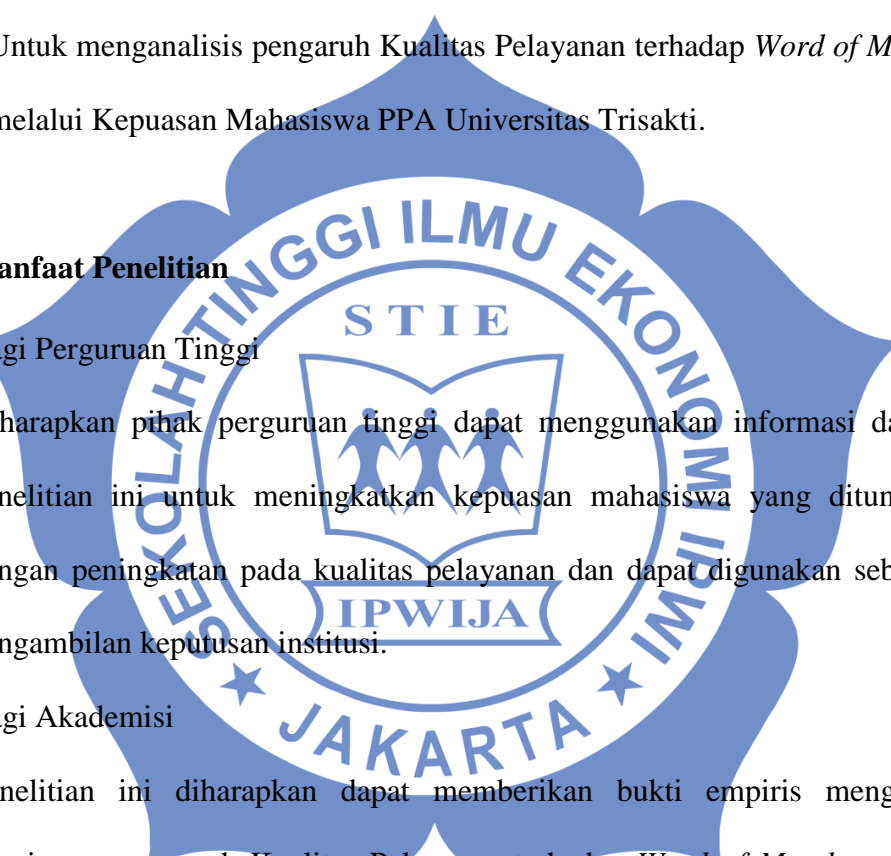 Untuk menganalisis pengaruh Kualitas Pelayanan terhadap Word of M
melalui Kepuasan Mahasiswa PPA Universitas Trisakti.
anfaat Penelitian
agi Perguruan Tinggi
harapkan pihak perguruan tinggi dapat menggunakan informasi da
nelitian ini untuk meningkatkan kepuasan mahasiswa yang ditun
ngan peningkatan pada kualitas pelayanan dan dapat digunakan seb
ngambilan keputusan institusi.
agi Akademisi
nelitian ini diharapkan dapat memberikan bukti empiris meng
SEKOLAH TINGGI ILMU EKONOMI IPWI
STIE
IPWIJA
★ JAKARTA ★